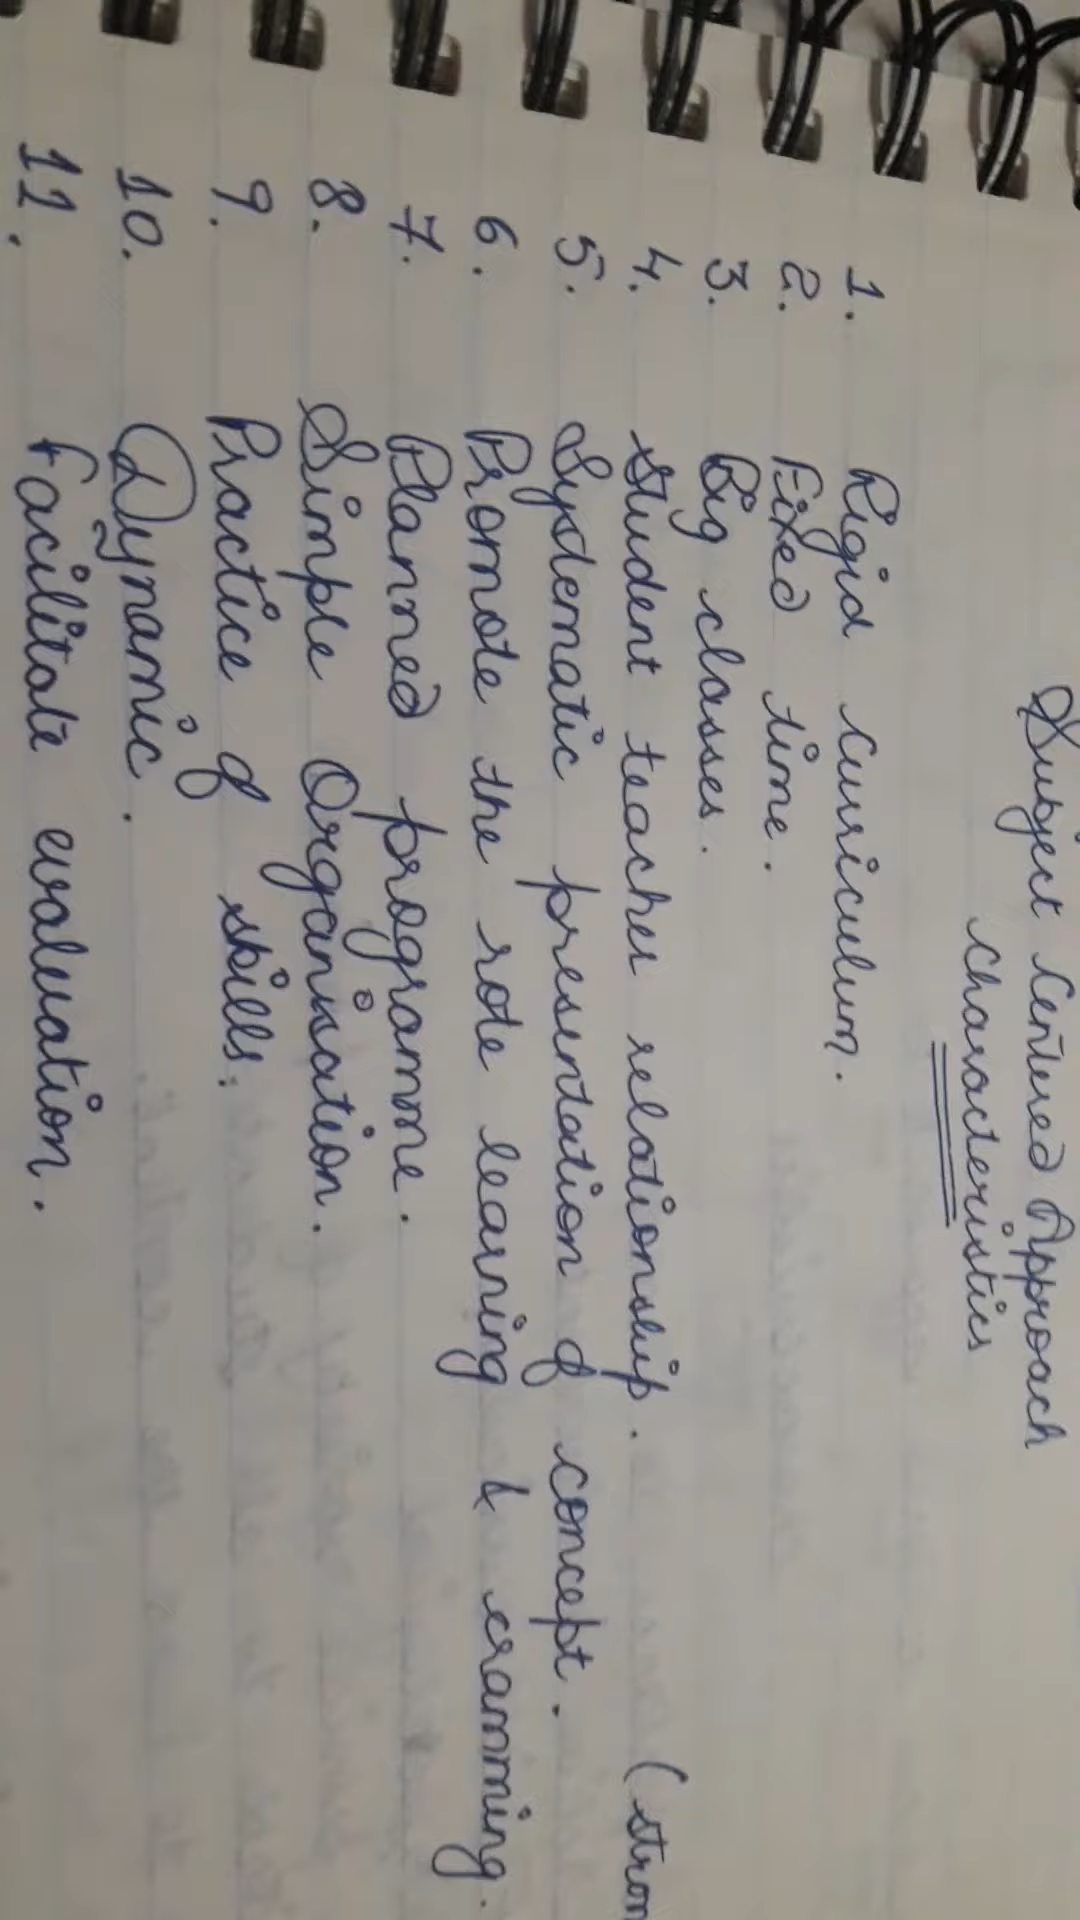 Subject Centered Approach
Characteristics
1. Rigid curriculum.
2. Fixed time.
3. Big classes.
4. Student teacher relationship. (stron
5. Systematic presentation of concept.
6. Promote the rote learning & cramming.
7. Planned programme.
8. Simple Organisation.
9. Practice of skills.
10. Dynamic.
11. Facilitate evaluation.